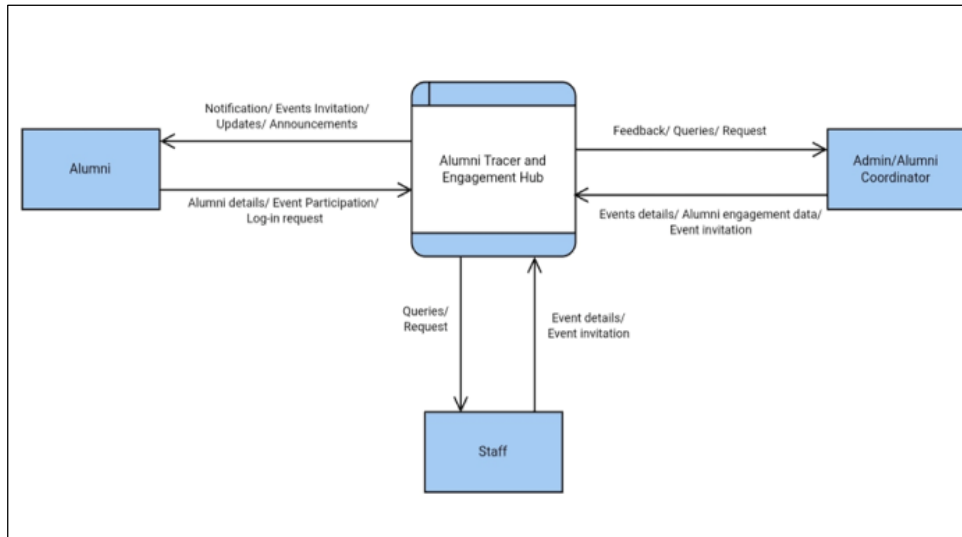 Notification/ Events Invitation/
Updates/ Announcements
Alumni
Alumni details/ Event Participation/
Log-in request
Alumni Tracer and
Engagement Hub
Feedback/ Queries/ Request
Admin/Alumni
Coordinator
Events details/ Alumni engagement data/
Event invitation
Queries/
Request
Event details/
Event invitation
Staff